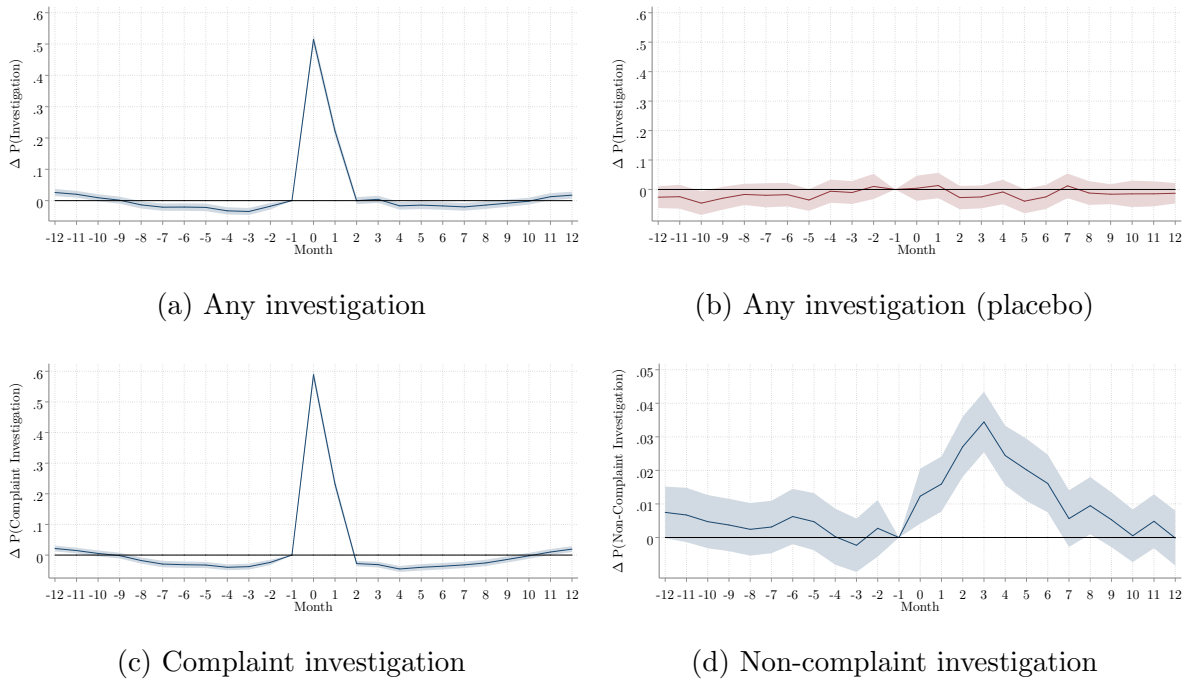 .6
.5
.4
.3
.2
.1
0
Δ P(Investigation)
-12 -11 -10 -9 -8 -7 -6 -5 -4 -3 -2 -1 0 1 2 3 4 5 6 7 8 9 10 11 12
Month
(a) Any investigation
.6
.5
.4
.3
.2
.1
0
Δ P(Investigation)
-12 -11 -10 -9 -8 -7 -6 -5 -4 -3 -2 -1 0 1 2 3 4 5 6 7 8 9 10 11 12
Month
(b) Any investigation (placebo)
.6
.5
.4
.3
.2
.1
0
Δ P(Complaint Investigation)
-12 -11 -10 -9 -8 -7 -6 -5 -4 -3 -2 -1 0 1 2 3 4 5 6 7 8 9 10 11 12
Month
(c) Complaint investigation
.05
.04
.03
.02
.01
0
Δ P(Non-Complaint Investigation)
-12 -11 -10 -9 -8 -7 -6 -5 -4 -3 -2 -1 0 1 2 3 4 5 6 7 8 9 10 11 12
Month
(d) Non-complaint investigation